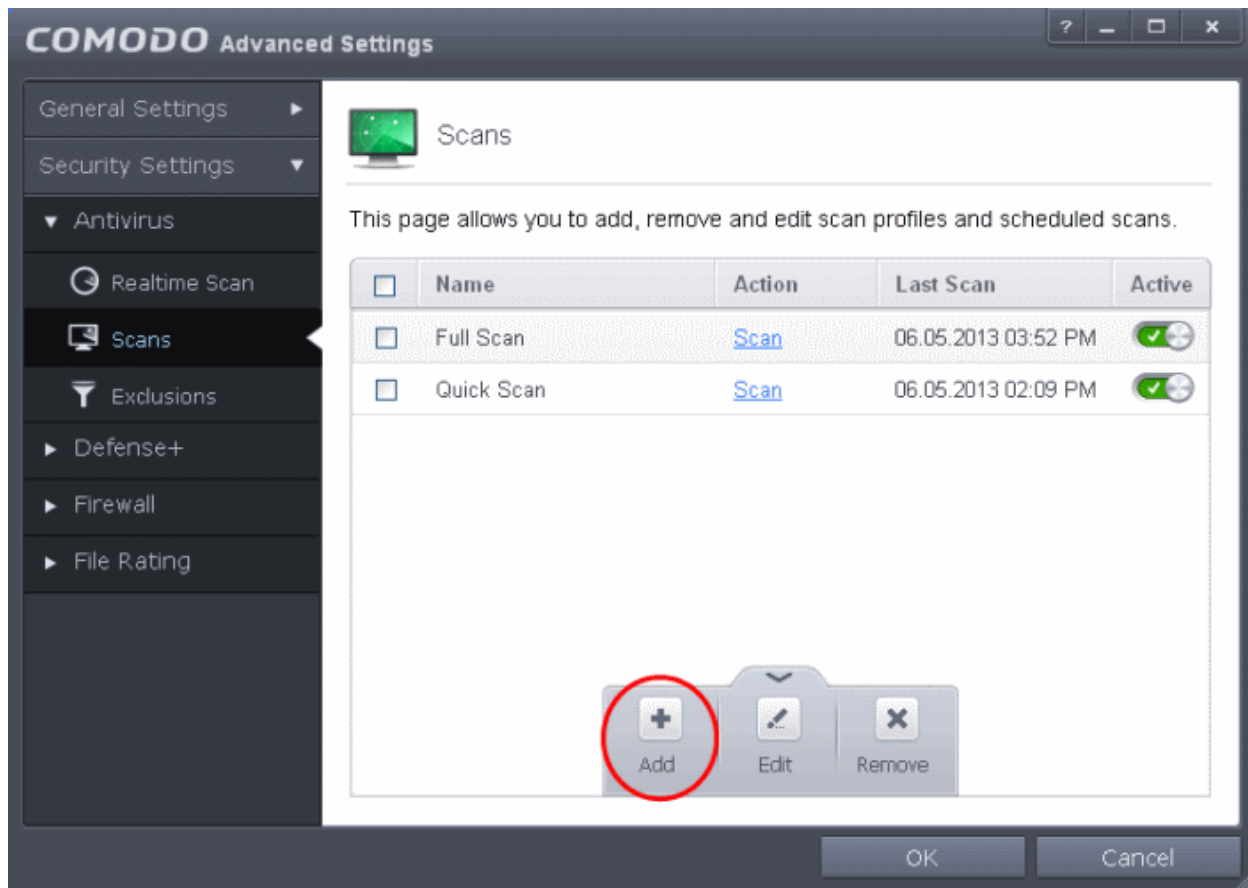 COMODO Advanced Settings
?
General Settings
Security Settings
Antivirus
Realtime Scan
Scans
Exclusions
Defense+
Firewall
File Rating
Scans
This page allows you to add, remove and edit scan profiles and scheduled scans.
Name Action Last Scan Active
Full Scan Scan 06.05.2013 03:52 PM
Quick Scan Scan 06.05.2013 02:09 PM
Add Edit Remove
OK Cancel